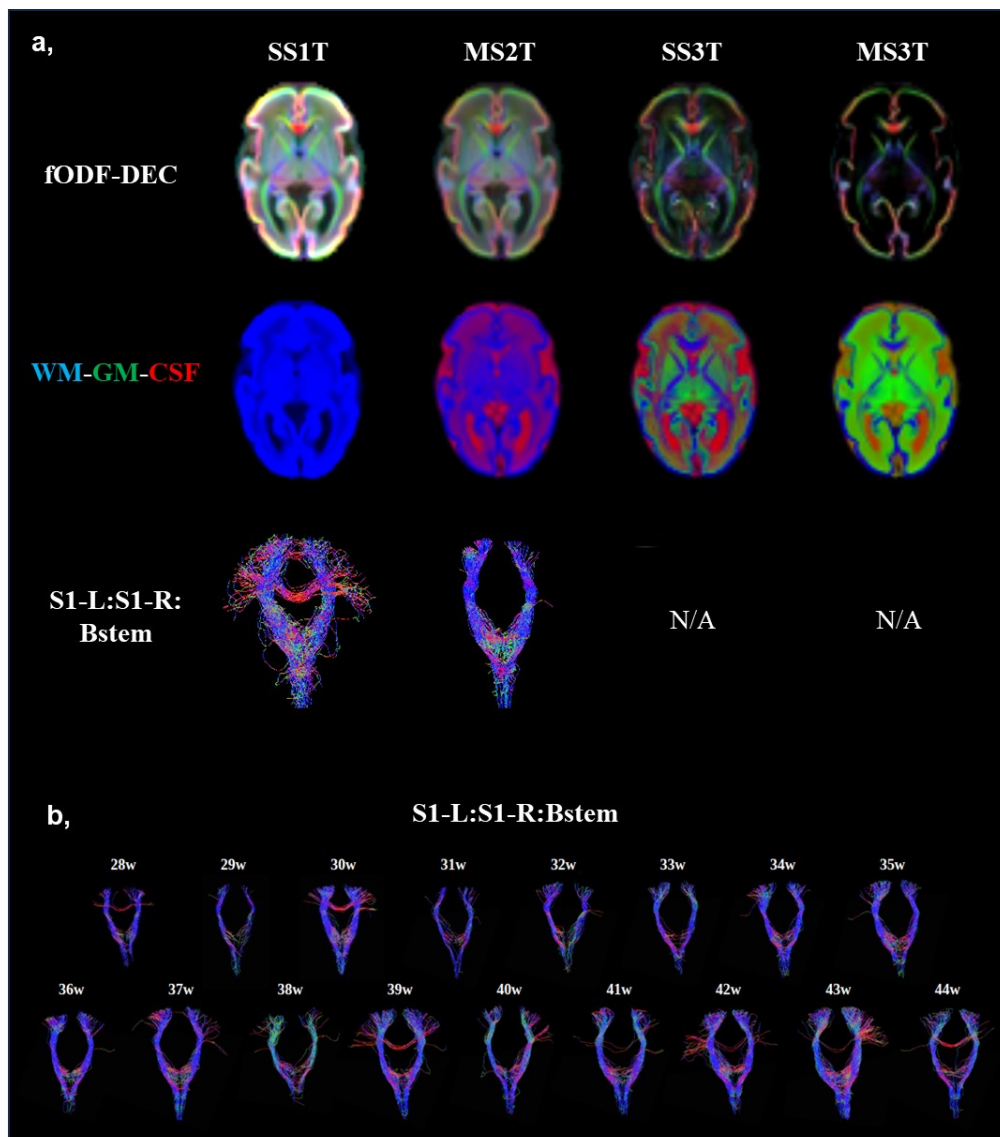 a,
SS1T MS2T SS3T MS3T
fODF-DEC
WM-GM-CSF
S1-L:S1-R:
Bstem
N/A N/A
b,
S1-L:S1-R:Bstem
28w 29w 30w 31w 32w 33w 34w 35w
36w 37w 38w 39w 40w 41w 42w 43w 44w